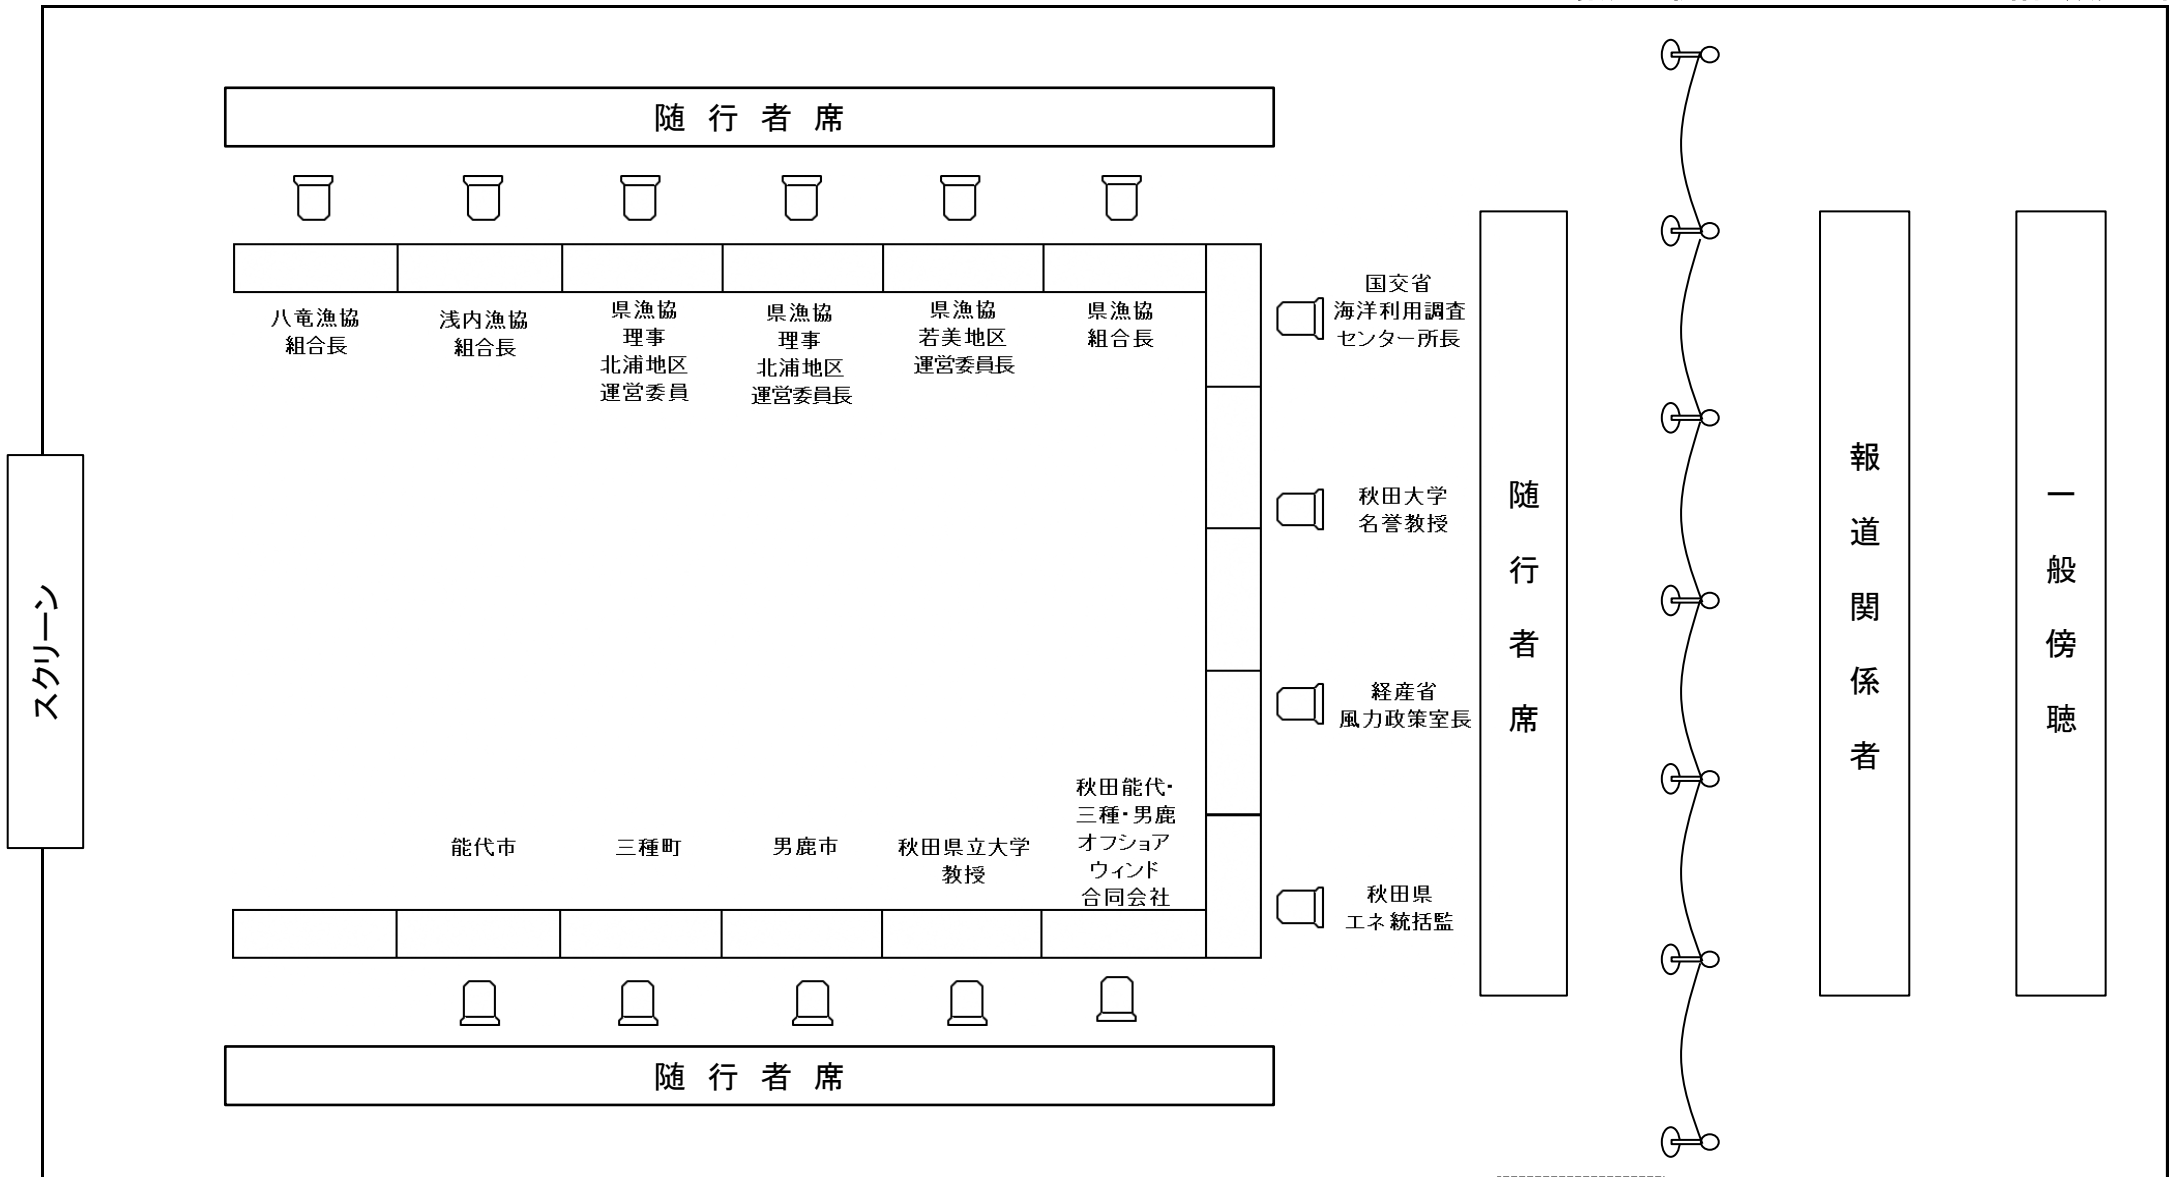 随行者席
八竜漁協
組合長
浅内漁協
組合長
県漁協
理事
北浦地区
運営委員
県漁協
理事
北浦地区
運営委員長
県漁協
若美地区
運営委員長
県漁協
組合長
国交省
海洋利用調査
センター所長
秋田大学
名誉教授
経産省
風力政策室長
秋田県
エネ統括監
随行者席
報道関係者
一般傍聴
スクリーン
能代市
三種町
男鹿市
秋田県立大学
教授
秋田能代・
三種・男鹿
オフショア
ウィンド
合同会社
随行者席